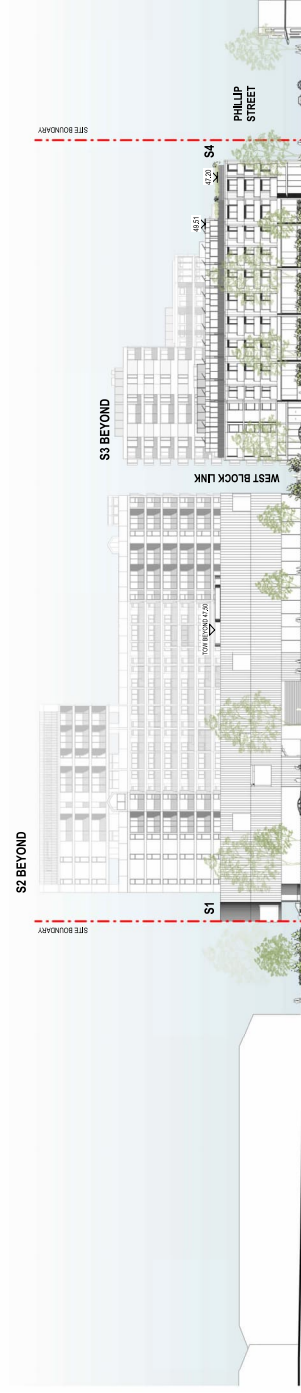 S2 BEYOND
SITE BOUNDARY
SITE BOUNDARY
S3 BEYOND
49,51
47,20
TOW BEYOND 47,50
S1
WEST BLOCK LINK
S4
PHILLIP
STREET